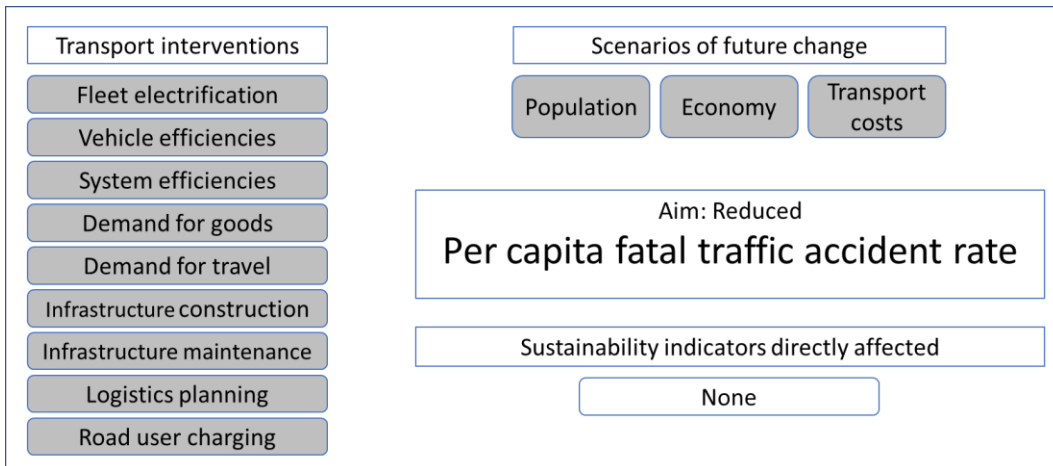 Transport interventions
Fleet electrification
Vehicle efficiencies
System efficiencies
Demand for goods
Demand for travel
Infrastructure construction
Infrastructure maintenance
Logistics planning
Road user charging
Scenarios of future change
Population
Economy
Transport
costs
Aim: Reduced
Per capita fatal traffic accident rate
Sustainability indicators directly affected
None